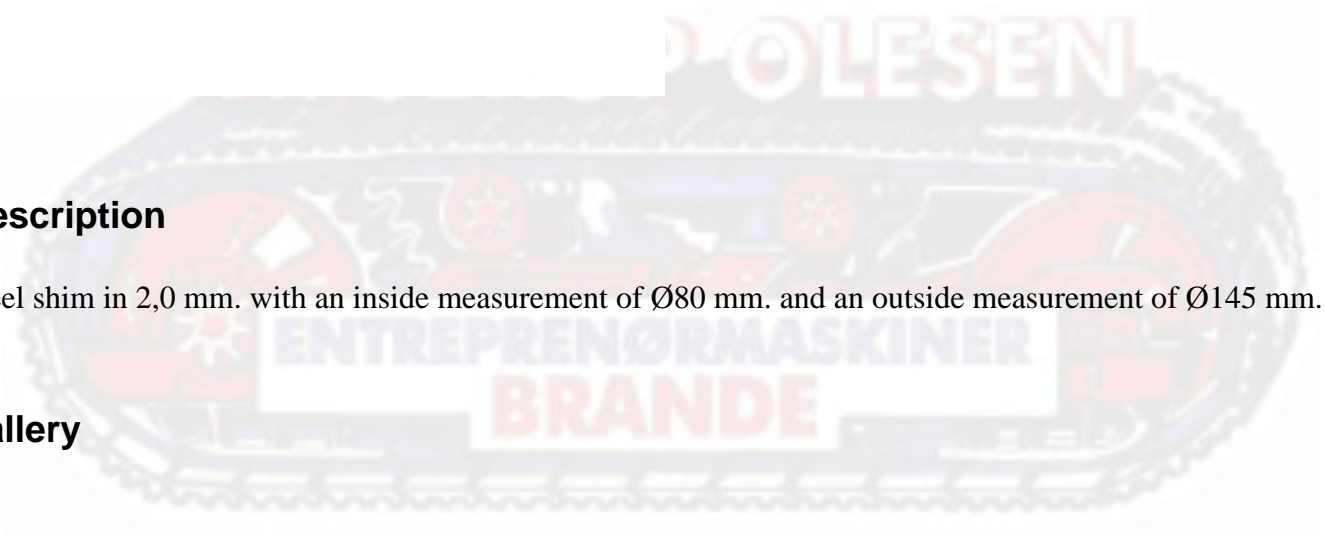 P OLESEN
escription
eel shim in 2,0 mm. with an inside measurement of Ø80 mm. and an outside measurement of Ø145 mm.
ENTREPRENØRMASKINER
BRANDE
allery